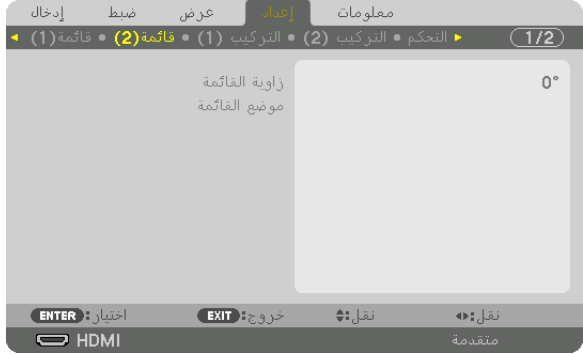 إدخال ضبط عرض إعداد معلومات
◄ قائمة(1) ● قائمة(2) ● التركيب (1) ● التركيب (2) ● التحكم ► 1/2
زاوية القائمة 0°
موضع القائمة
ENTER:اختيار EXIT:خروج نقل:⬍ نقل:⬌
HDMI متقدمة